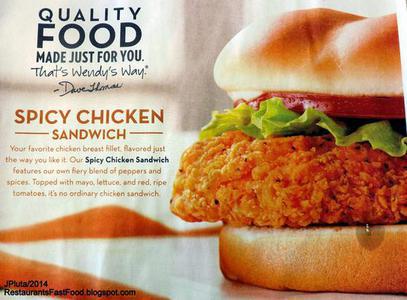 QUALITY
FOOD
MADE JUST FOR YOU.
That's Wendy's Way.®
-Dave Thomas
SPICY CHICKEN
SANDWICH
Your favorite chicken breast fillet, flavored just
the way you like it. Our Spicy Chicken Sandwich
features our own fiery blend of peppers and
spices. Topped with mayo, lettuce, and red, ripe
tomatoes, it's no ordinary chicken sandwich.
JPluta/2014
RestaurantsFastFood.blogspot.com